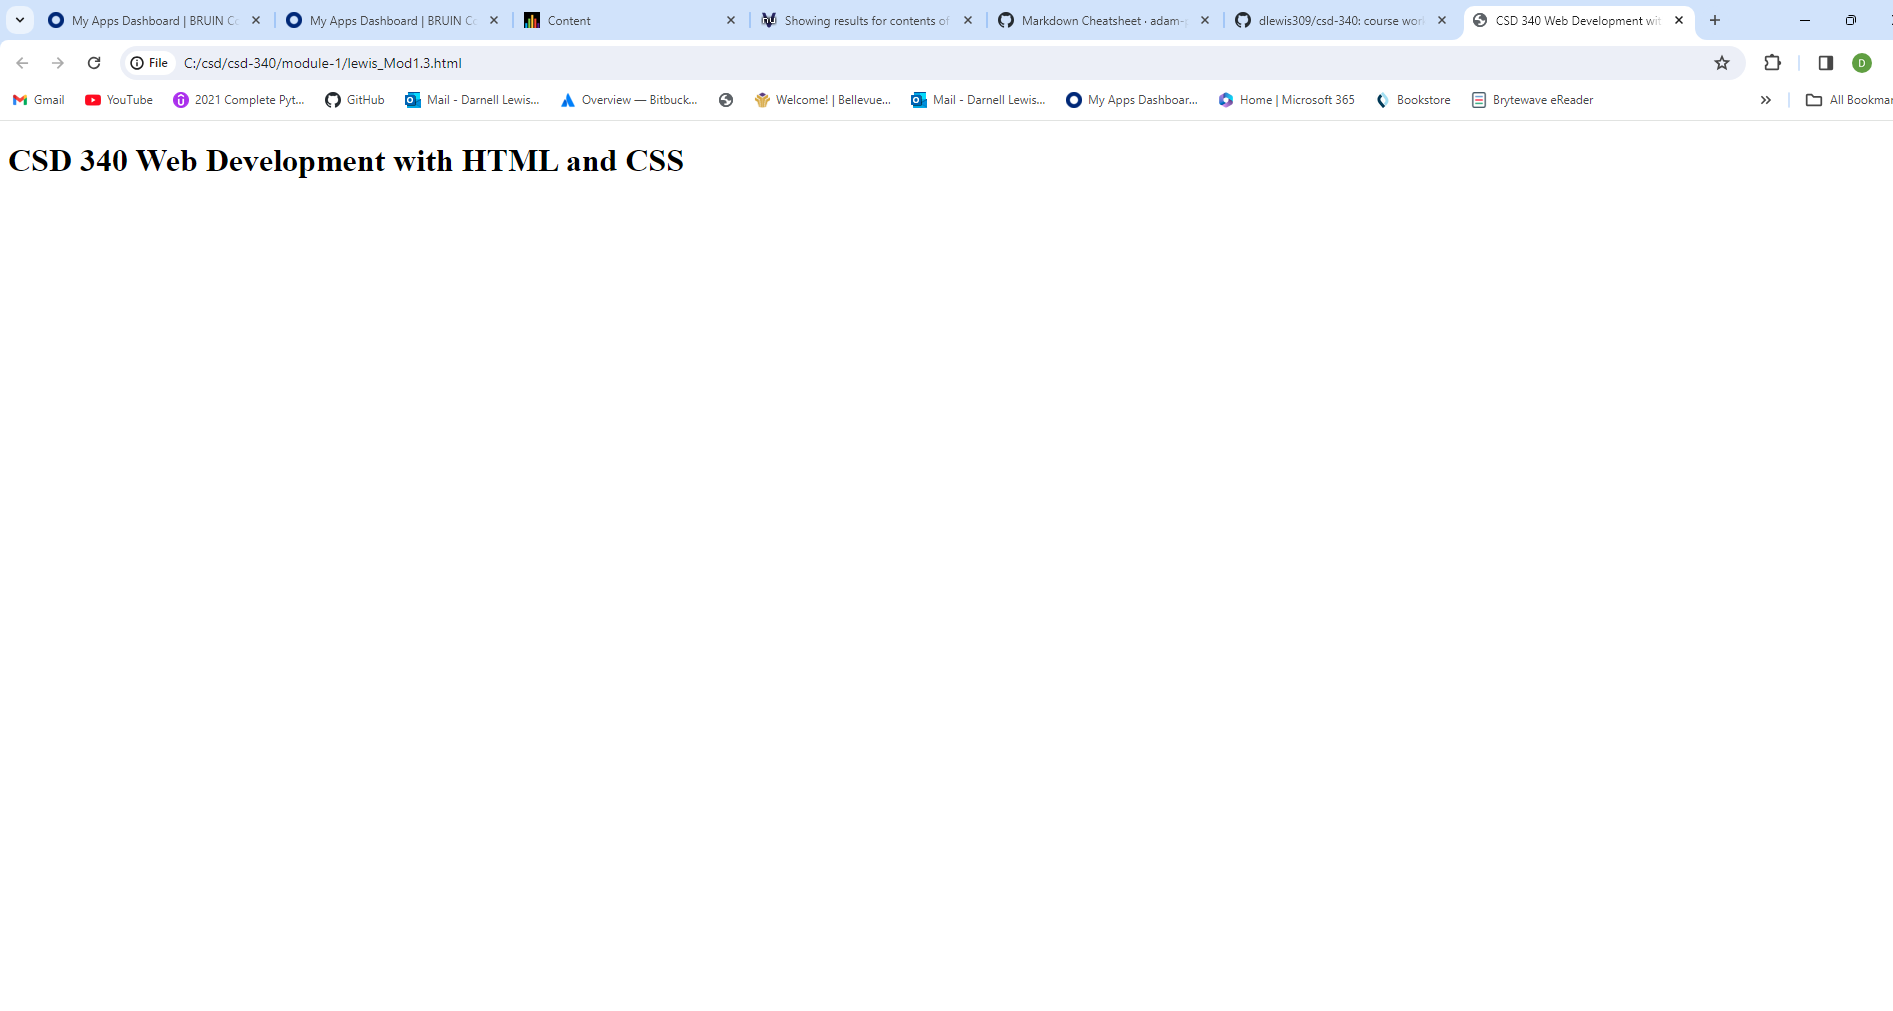 My Apps Dashboard | BRUIN Co
My Apps Dashboard | BRUIN Co
Content
Showing results for contents of
Markdown Cheatsheet · adam-p
dlewis309/csd-340: course work
CSD 340 Web Development wit
File
C:/csd/csd-340/module-1/lewis_Mod1.3.html
D
Gmail
YouTube
2021 Complete Pyt...
GitHub
Mail - Darnell Lewis...
Overview — Bitbuck...
Welcome! | Bellevue...
Mail - Darnell Lewis...
My Apps Dashboar...
Home | Microsoft 365
Bookstore
Brytewave eReader
All Bookmar
CSD 340 Web Development with HTML and CSS